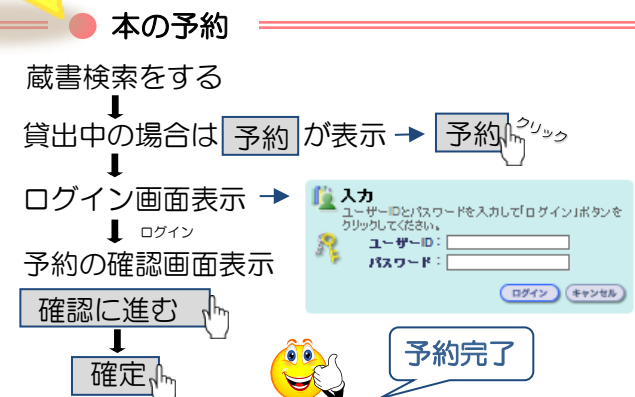 本の予約
蔵書検索をする
貸出中の場合は 予約 が表示 予約 クリック
ログイン画面表示
入力
ユーザーIDとパスワードを入力して「ログイン」ボタンを
クリックしてください。
ユーザーID：
パスワード：
ログイン キャンセル
ログイン
予約の確認画面表示
確認に進む
確定
予約完了